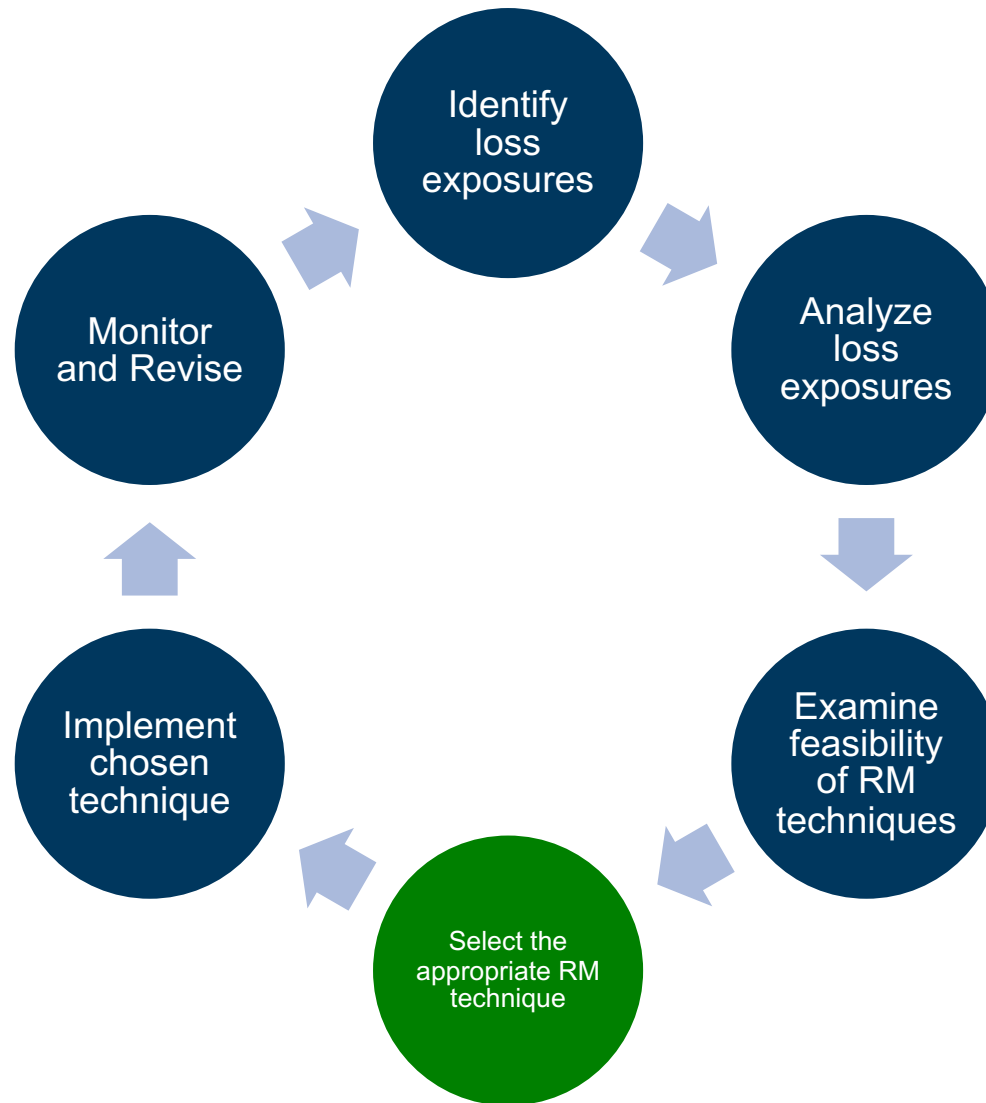 Identify
loss
exposures
Analyze
loss
exposures
Examine
feasibility
of RM
techniques
Select the
appropriate RM
technique
Implement
chosen
technique
Monitor
and Revise